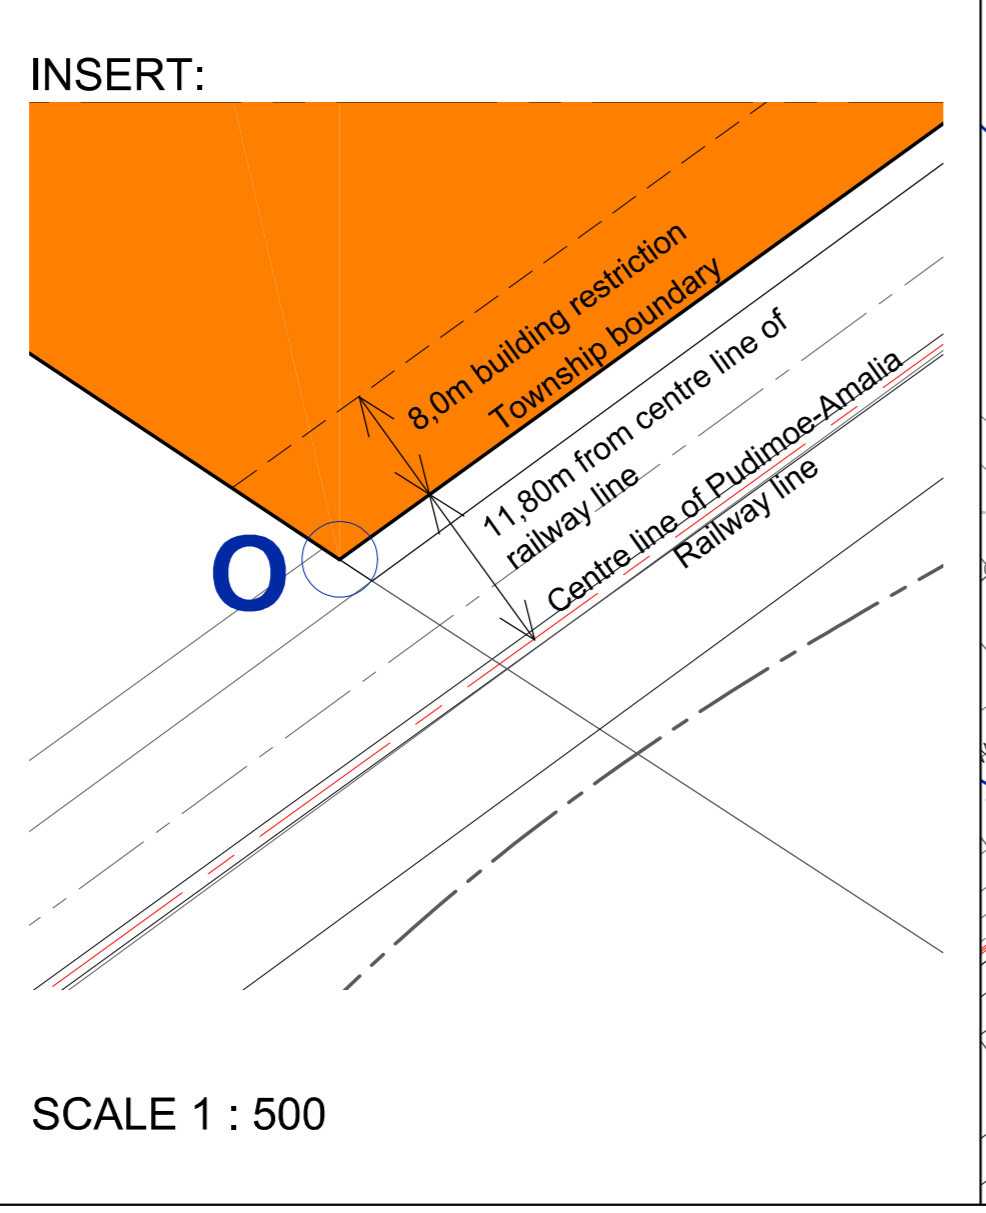 INSERT:
8,0m building restriction
Township boundary
11,80m from centre line of
railway line
Centre line of Pudimoe-Amalia
Railway line
O
SCALE 1 : 500